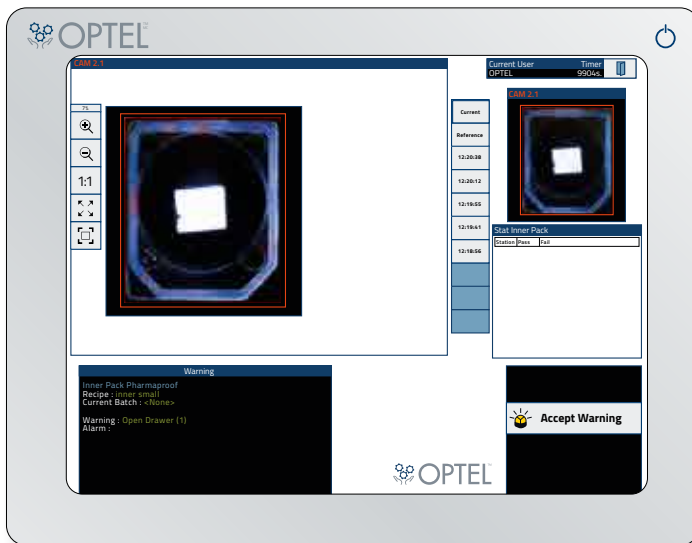 OPTEL
CAM 2.1
Current User Timer
OPTEL 9904s.
75
1:1
Current
Reference
12:20:38
12:20:12
12:19:55
12:19:41
12:18:56
CAM 2.1
Stat Inner Pack
Station Pass Fail
Warning
Inner Pack Pharmaproof
Recipe : inner small
Current Batch : <None>
Warning : Open Drawer (1)
Alarm :
Accept Warning
OPTEL